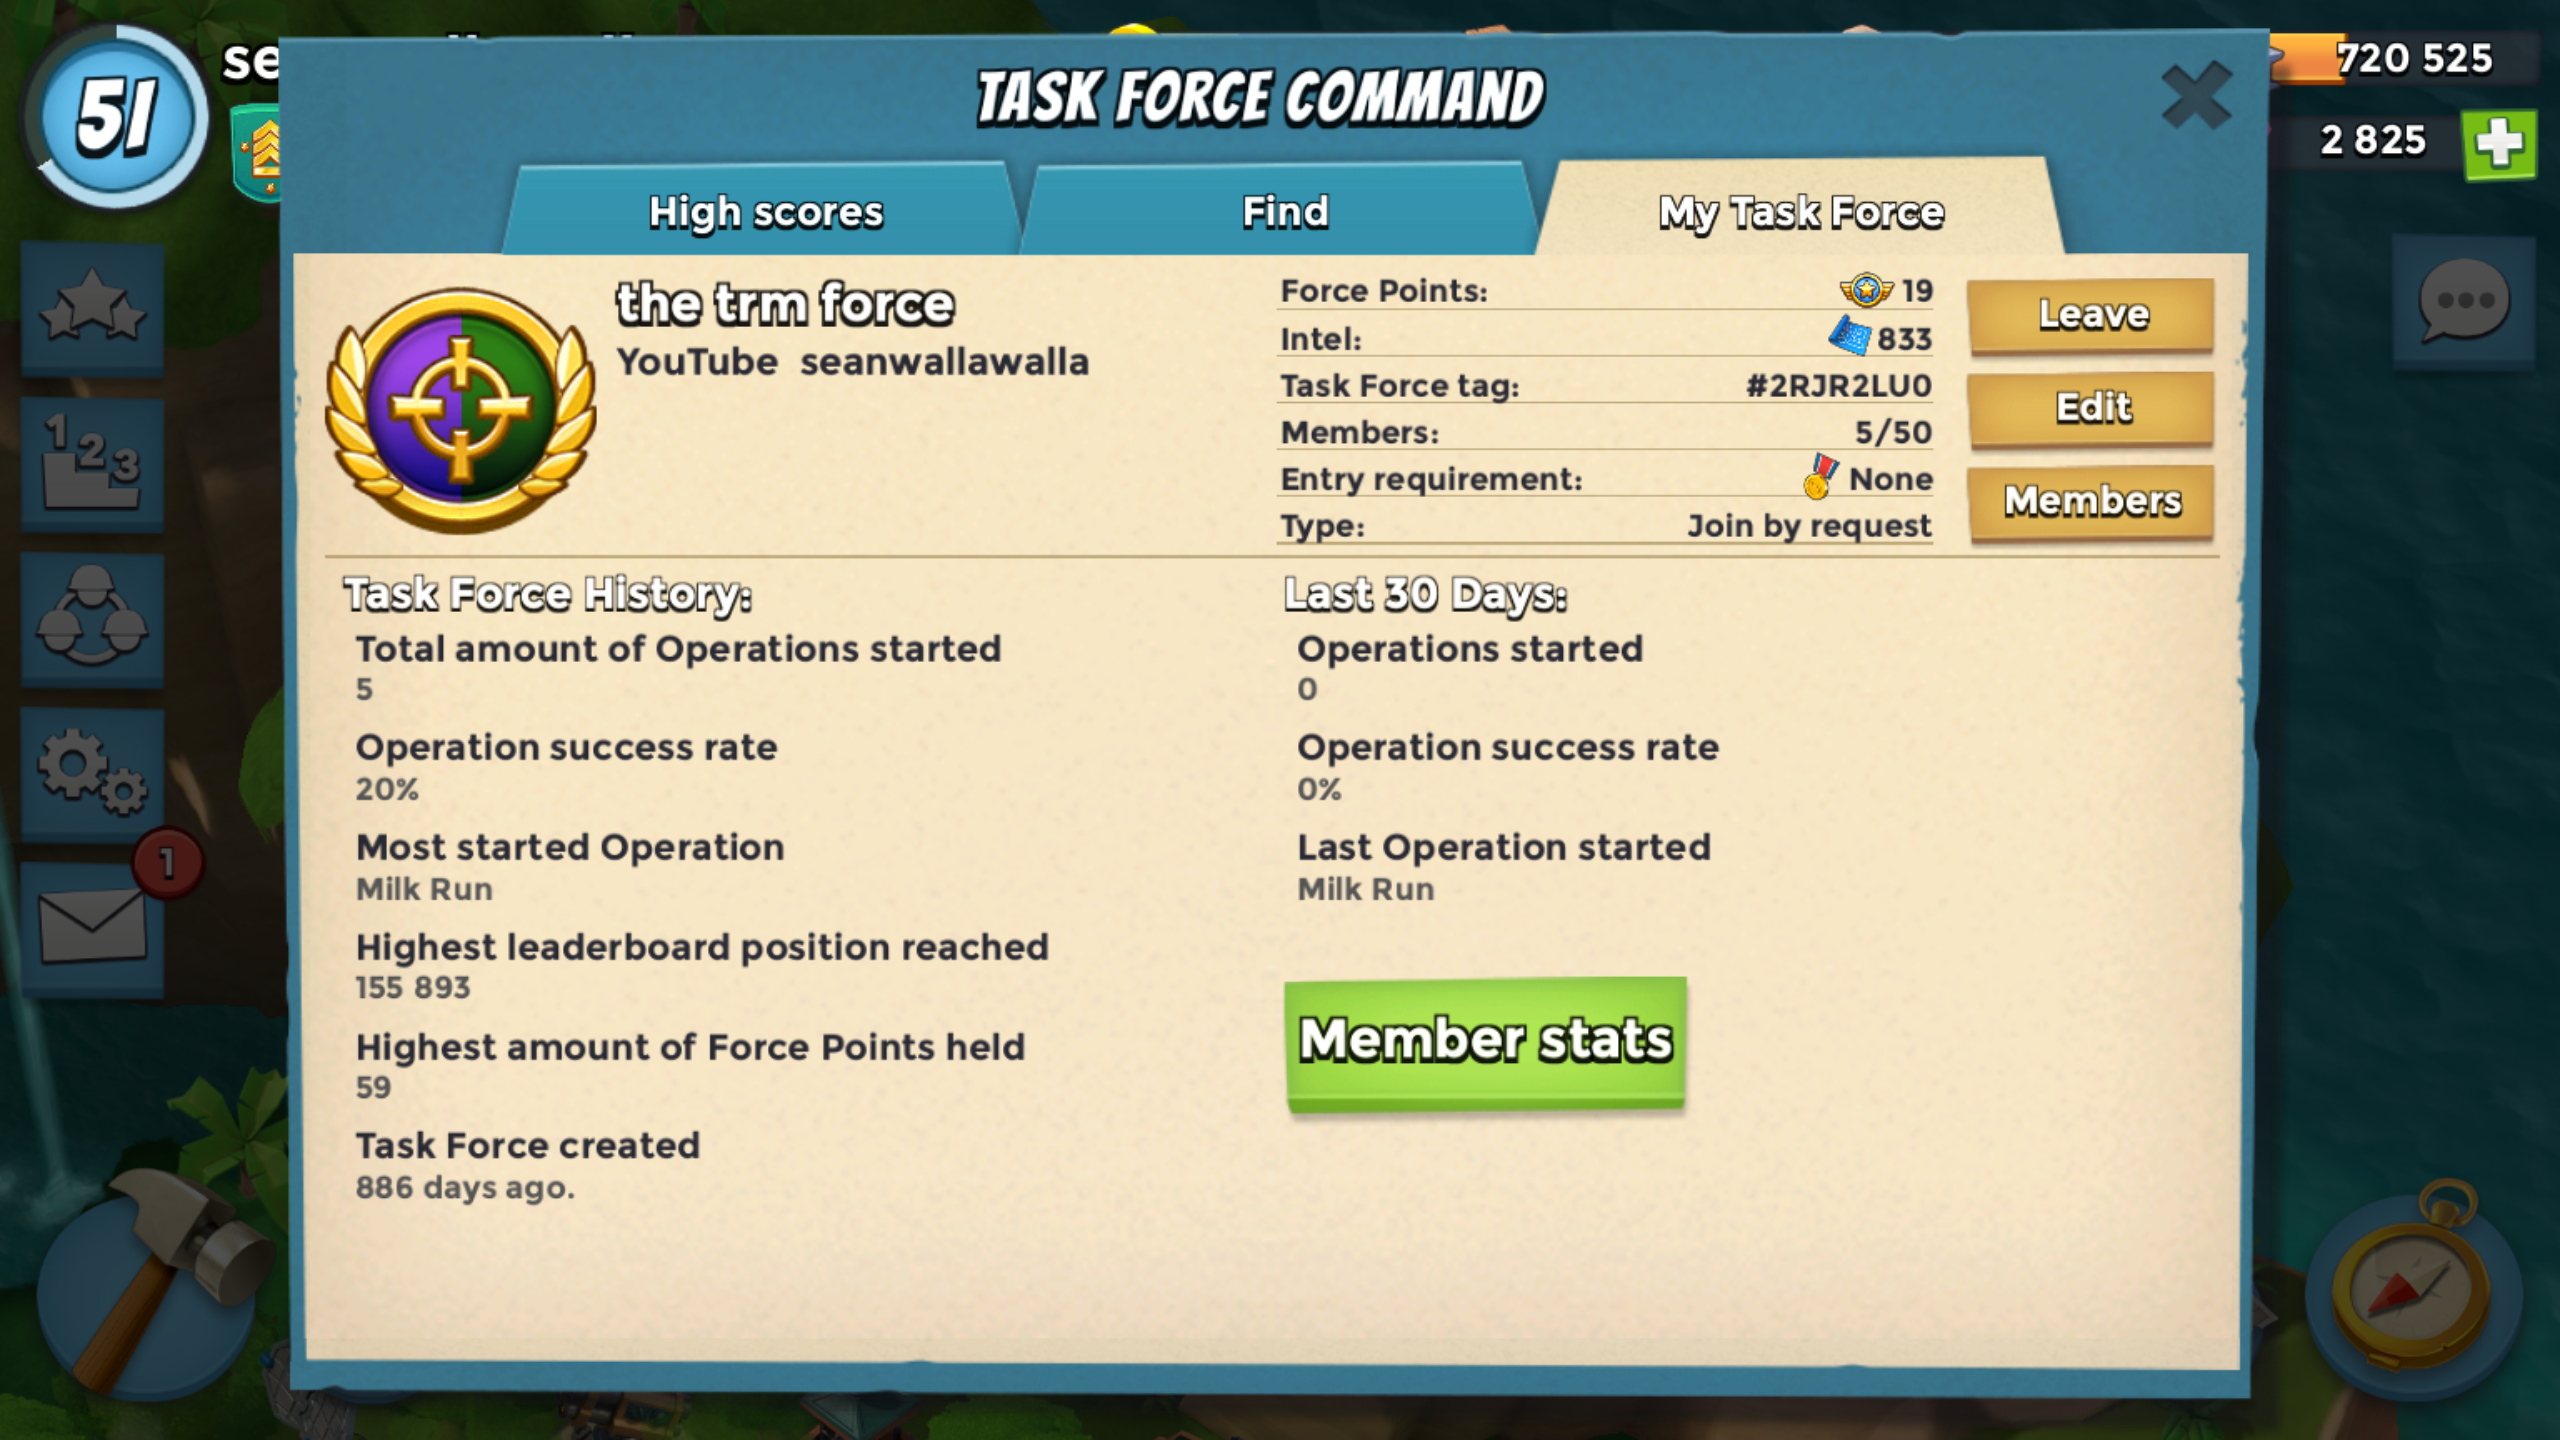 51
se
TASK FORCE COMMAND
720 525
2 825
High scores
Find
My Task Force
the trm force
YouTube seanwallawalla
Force Points: 19
Intel: 833
Task Force tag: #2RJR2LU0
Members: 5/50
Entry requirement: None
Type: Join by request
Leave
Edit
Members
1 2 3
1
Task Force History:
Total amount of Operations started
5
Operation success rate
20%
Most started Operation
Milk Run
Highest leaderboard position reached
155 893
Highest amount of Force Points held
59
Task Force created
886 days ago.
Last 30 Days:
Operations started
0
Operation success rate
0%
Last Operation started
Milk Run
Member stats